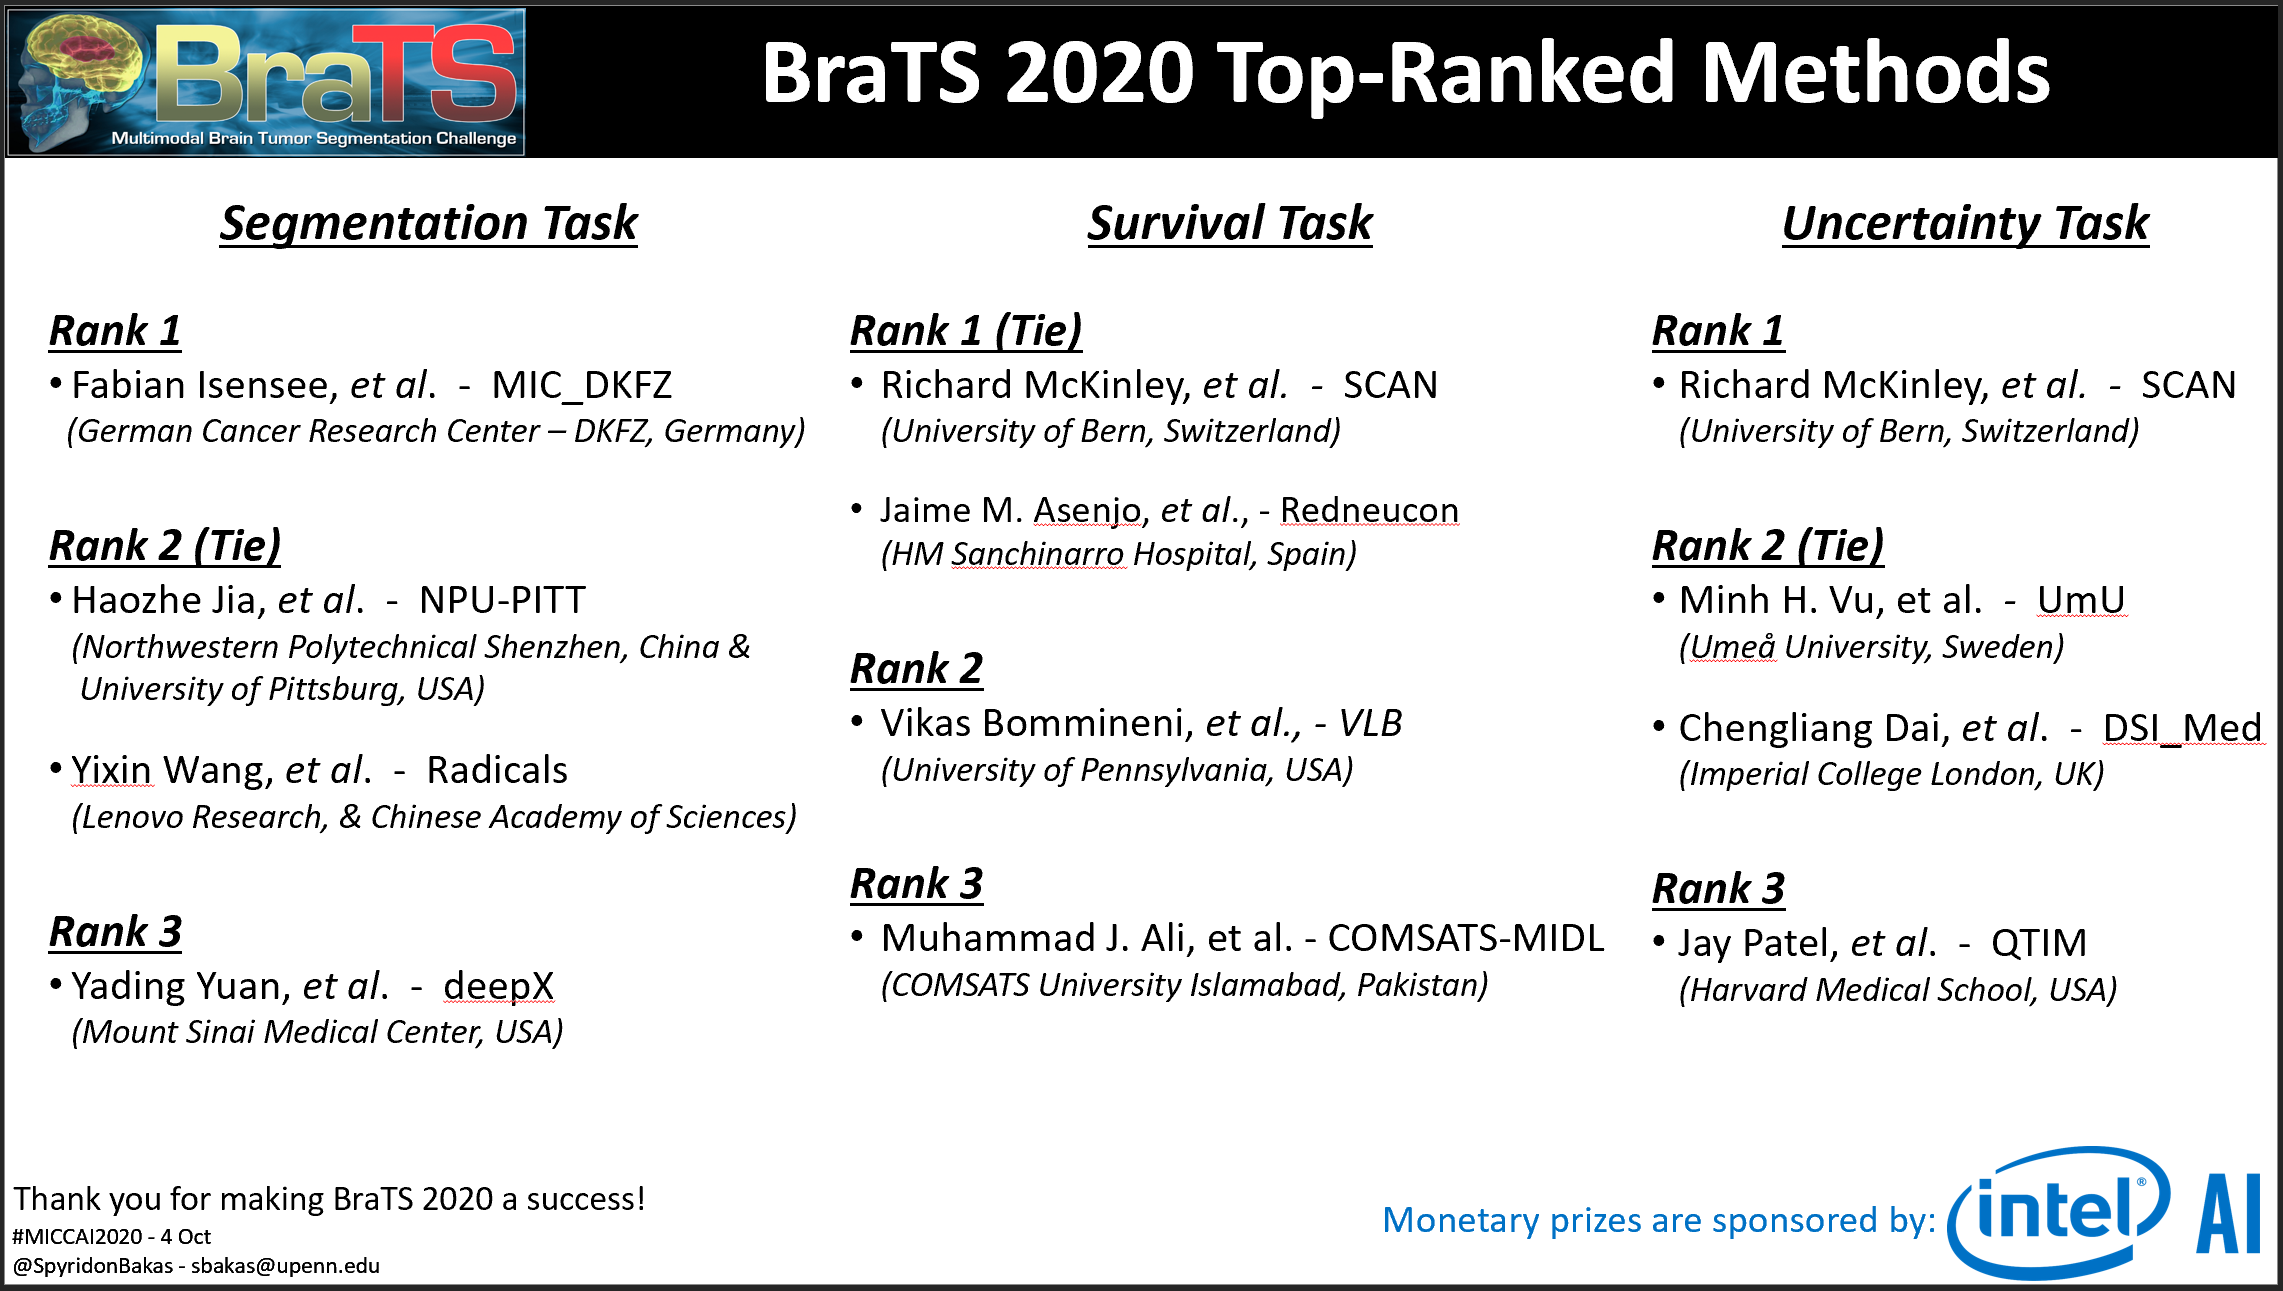 BraTS
Multimodal Brain Tumor Segmentation Challenge
BraTS 2020 Top-Ranked Methods
Segmentation Task
Rank 1
• Fabian Isensee, et al. - MIC_DKFZ
(German Cancer Research Center – DKFZ, Germany)
Rank 2 (Tie)
• Haozhe Jia, et al. - NPU-PITT
(Northwestern Polytechnical Shenzhen, China &
University of Pittsburg, USA)
• Yixin Wang, et al. - Radicals
(Lenovo Research, & Chinese Academy of Sciences)
Rank 3
• Yading Yuan, et al. - deepX
(Mount Sinai Medical Center, USA)
Survival Task
Rank 1 (Tie)
• Richard McKinley, et al. - SCAN
(University of Bern, Switzerland)
• Jaime M. Asenjo, et al., - Redneucon
(HM Sanchinarro Hospital, Spain)
Rank 2
• Vikas Bommineni, et al., - VLB
(University of Pennsylvania, USA)
Rank 3
• Muhammad J. Ali, et al. - COMSATS-MIDL
(COMSATS University Islamabad, Pakistan)
Uncertainty Task
Rank 1
• Richard McKinley, et al. - SCAN
(University of Bern, Switzerland)
Rank 2 (Tie)
• Minh H. Vu, et al. - UmU
(Umeå University, Sweden)
• Chengliang Dai, et al. - DSI_Med
(Imperial College London, UK)
Rank 3
• Jay Patel, et al. - QTIM
(Harvard Medical School, USA)
Thank you for making BraTS 2020 a success!
#MICCAI2020 - 4 Oct
@SpyridonBakas - sbakas@upenn.edu
Monetary prizes are sponsored by:
intel® AI